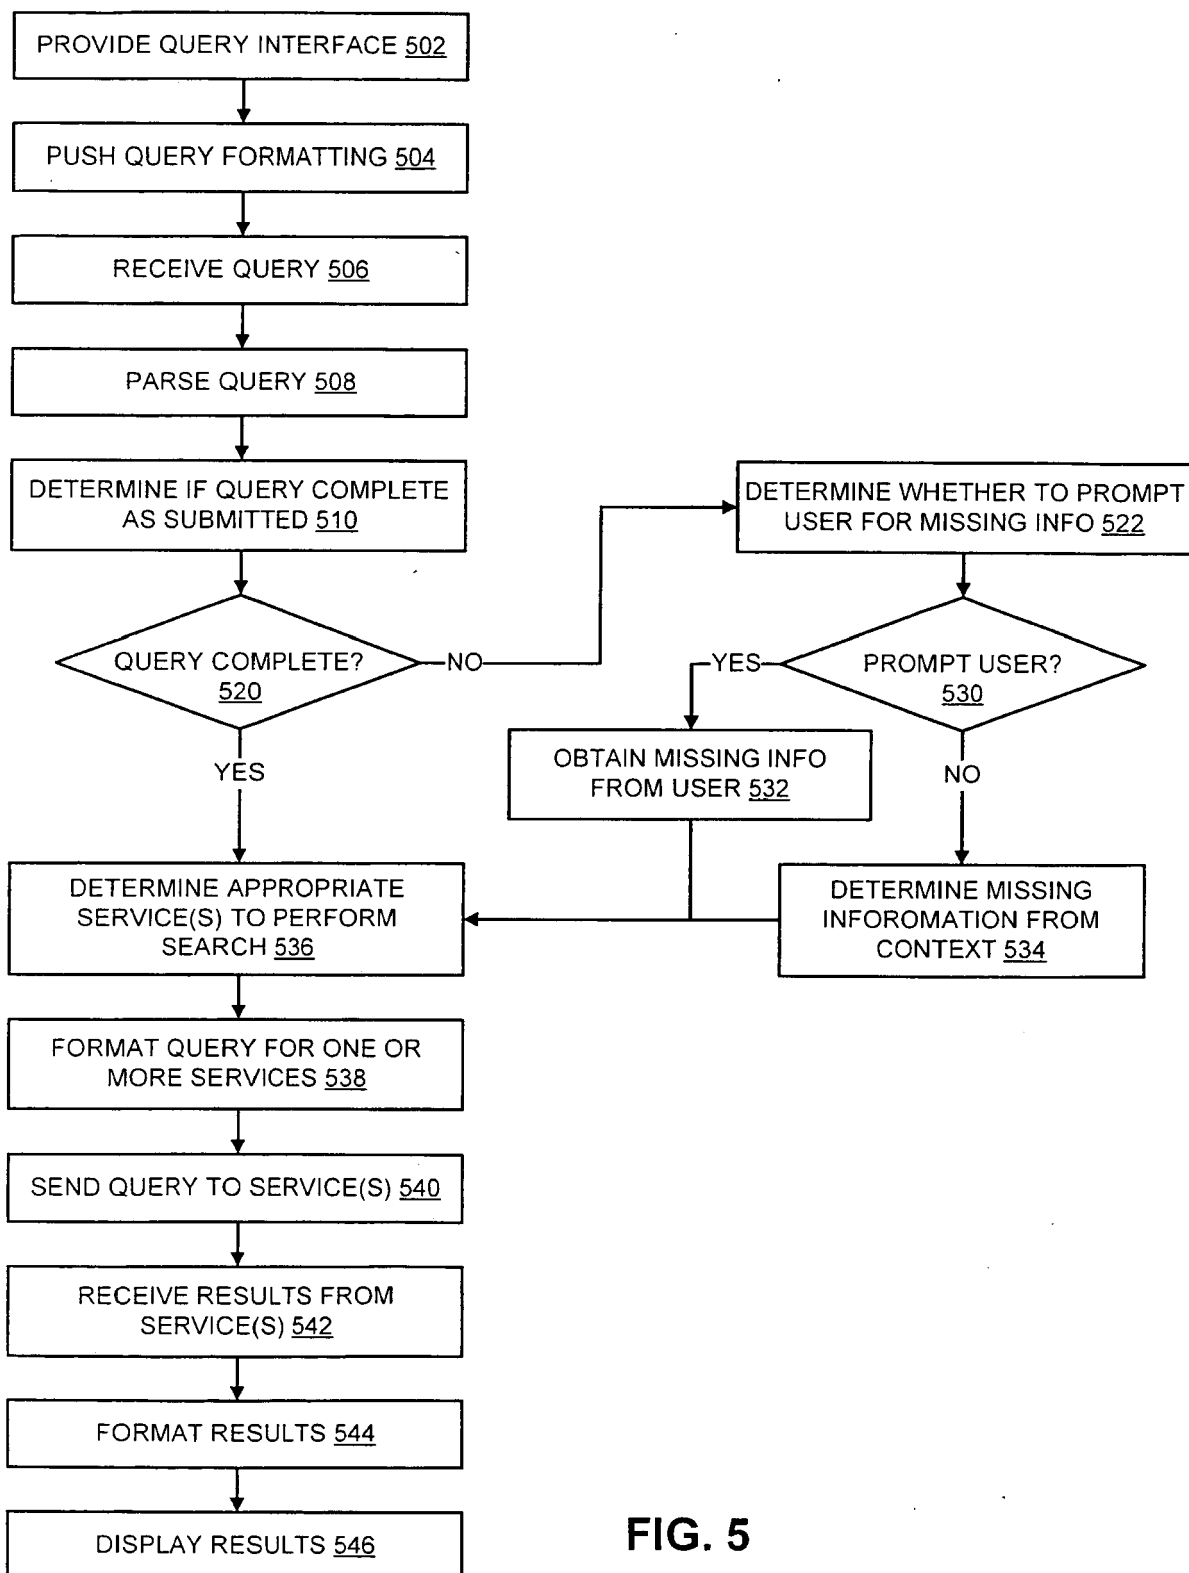 PROVIDE QUERY INTERFACE 502
PUSH QUERY FORMATTING 504
RECEIVE QUERY 506
PARSE QUERY 508
DETERMINE IF QUERY COMPLETE
AS SUBMITTED 510
QUERY COMPLETE?
520
NO
YES
DETERMINE WHETHER TO PROMPT
USER FOR MISSING INFO 522
PROMPT USER?
530
YES
NO
OBTAIN MISSING INFO
FROM USER 532
DETERMINE MISSING
INFOROMATION FROM
CONTEXT 534
DETERMINE APPROPRIATE
SERVICE(S) TO PERFORM
SEARCH 536
FORMAT QUERY FOR ONE OR
MORE SERVICES 538
SEND QUERY TO SERVICE(S) 540
RECEIVE RESULTS FROM
SERVICE(S) 542
FORMAT RESULTS 544
DISPLAY RESULTS 546
FIG. 5